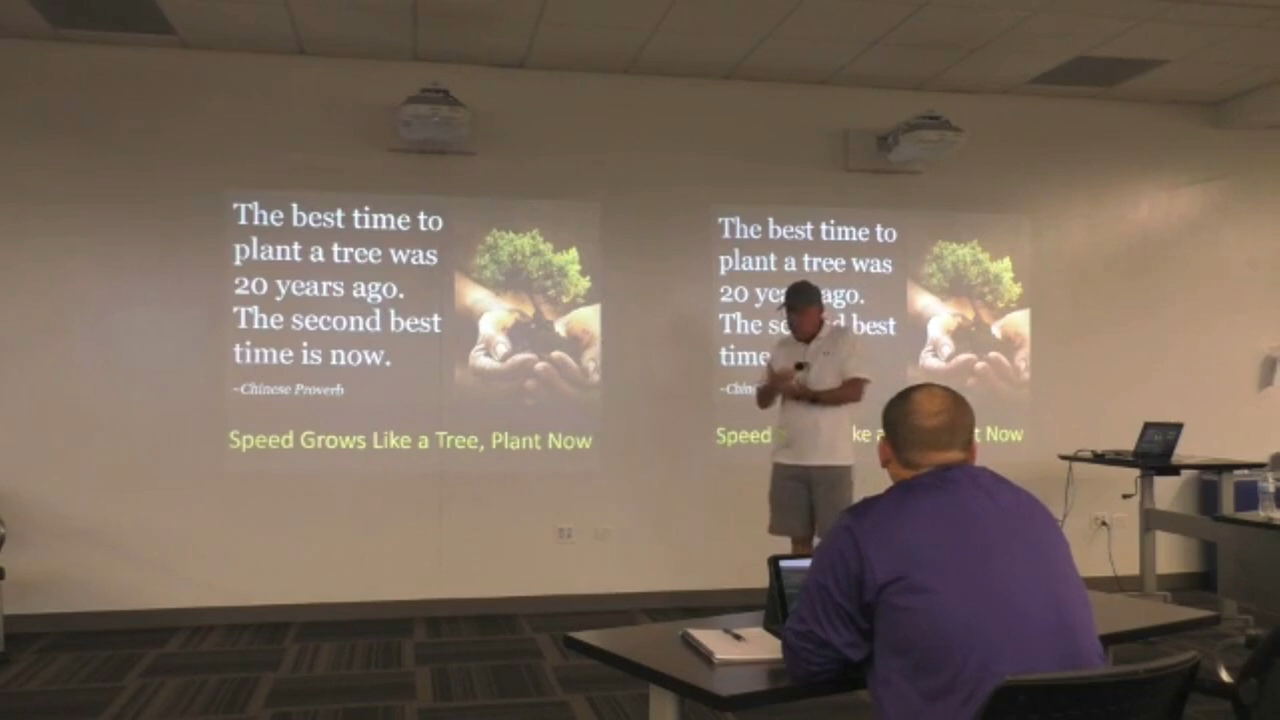 The best time to
plant a tree was
20 years ago.
The second best
time is now.
~Chinese Proverb
Speed Grows Like a Tree, Plant Now
The best time to
plant a tree was
20 yea ago.
The se d best
time
~Chin
Speed ke a t Now